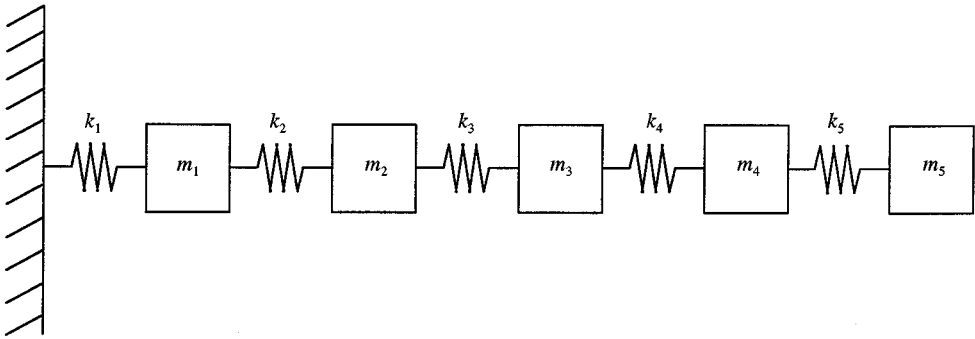 k₁ k₂ k₃ k₄ k₅
m₁ m₂ m₃ m₄ m₅